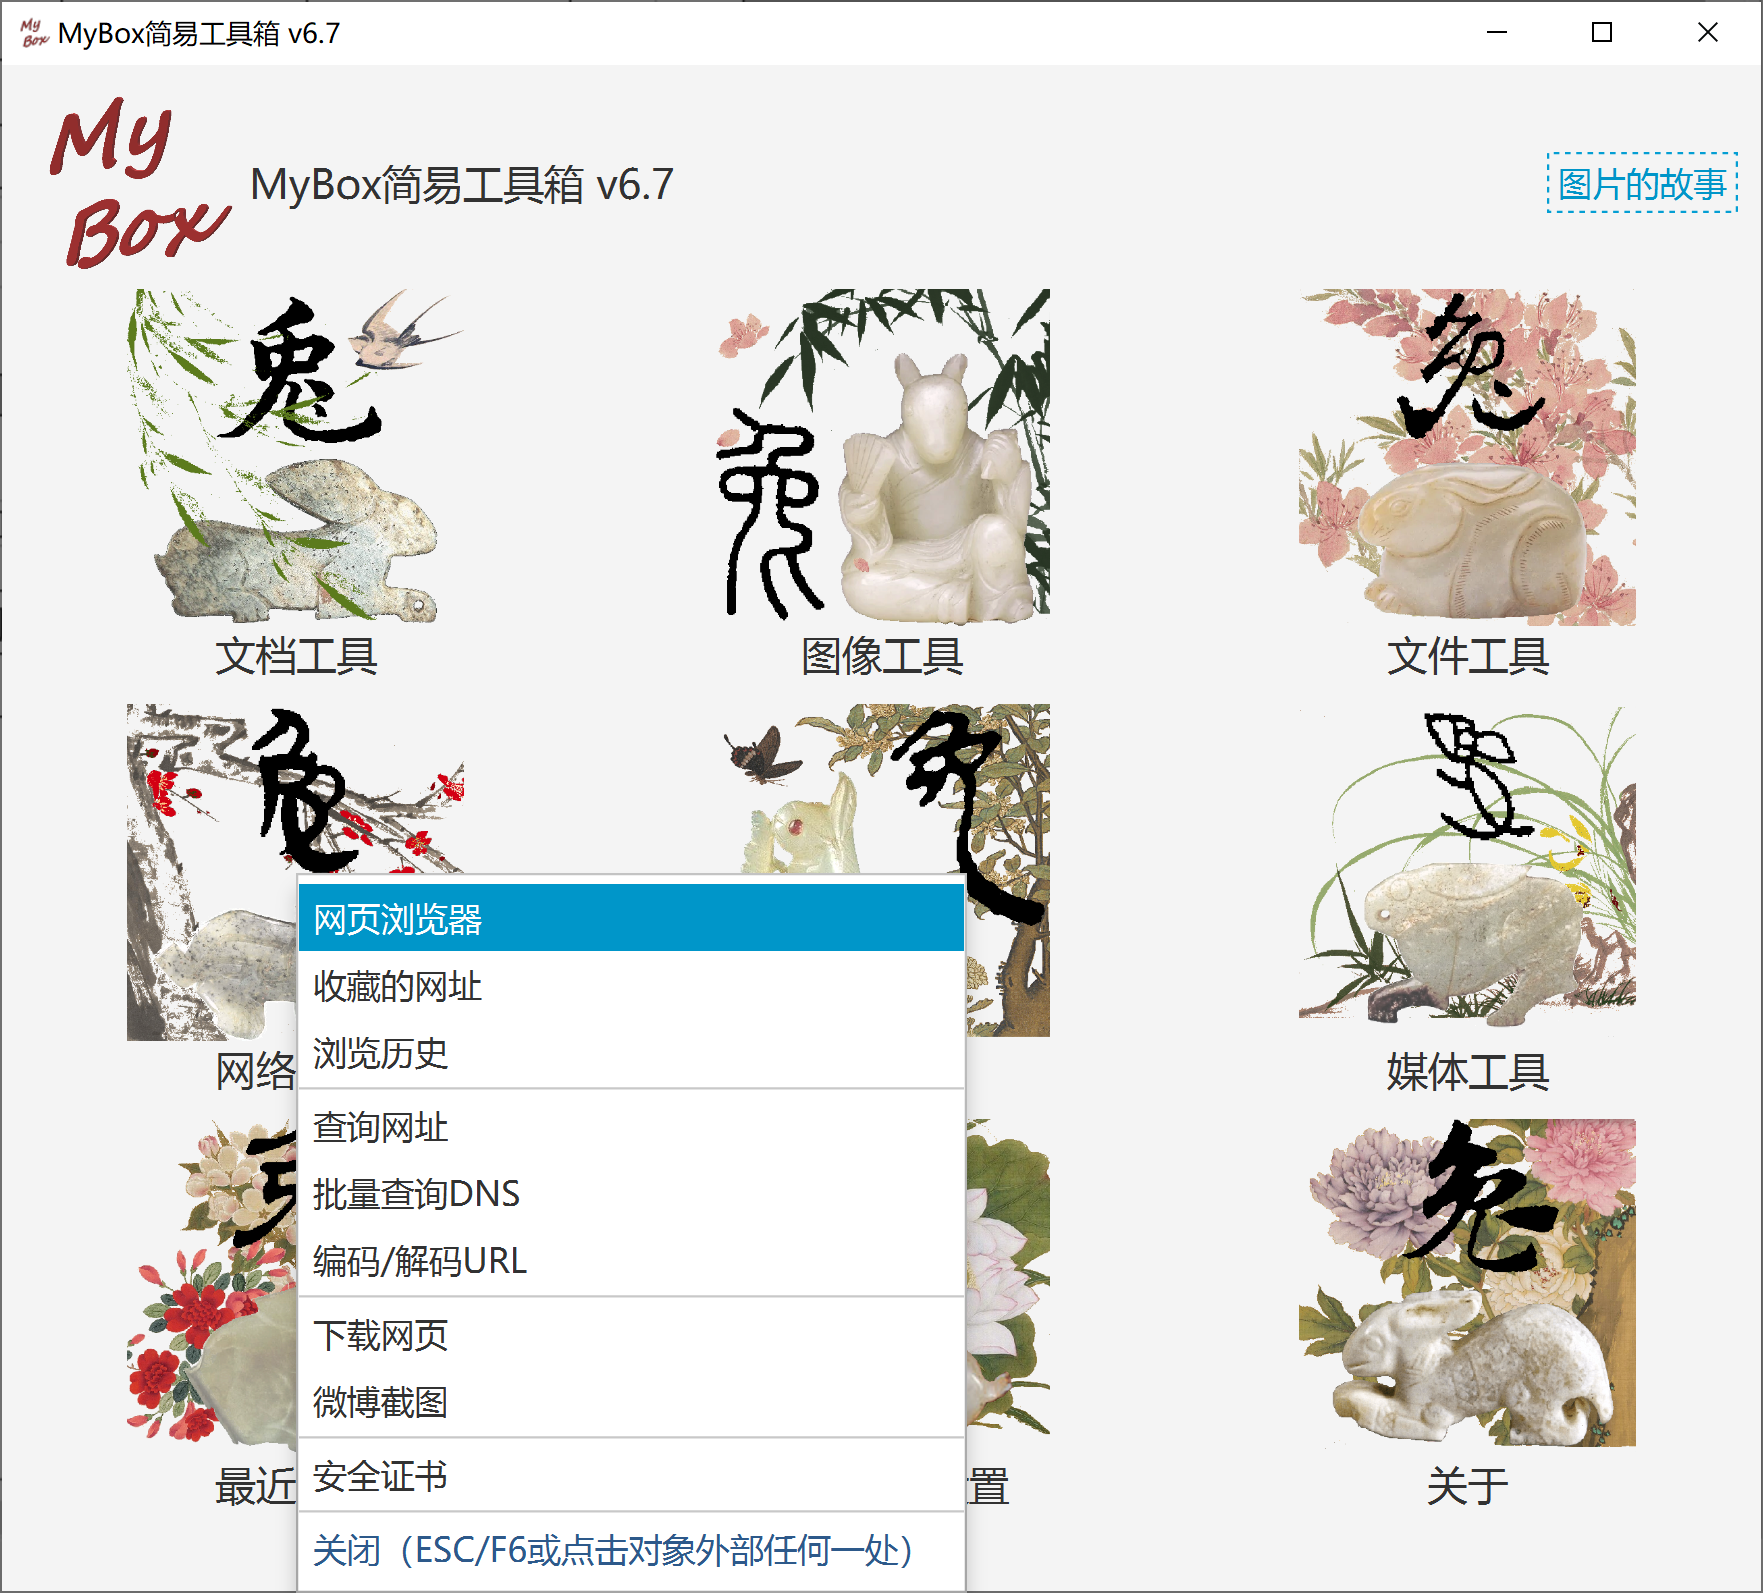 MyBox简易工具箱 v6.7
My
Box
MyBox简易工具箱 v6.7
图片的故事
兔
兔
兔
文档工具
图像工具
文件工具
兔
兔
网络
媒体工具
网页浏览器
收藏的网址
浏览历史
查询网址
批量查询DNS
编码/解码URL
下载网页
微博截图
安全证书
关闭（ESC/F6或点击对象外部任何一处）
兔
最近
置
关于